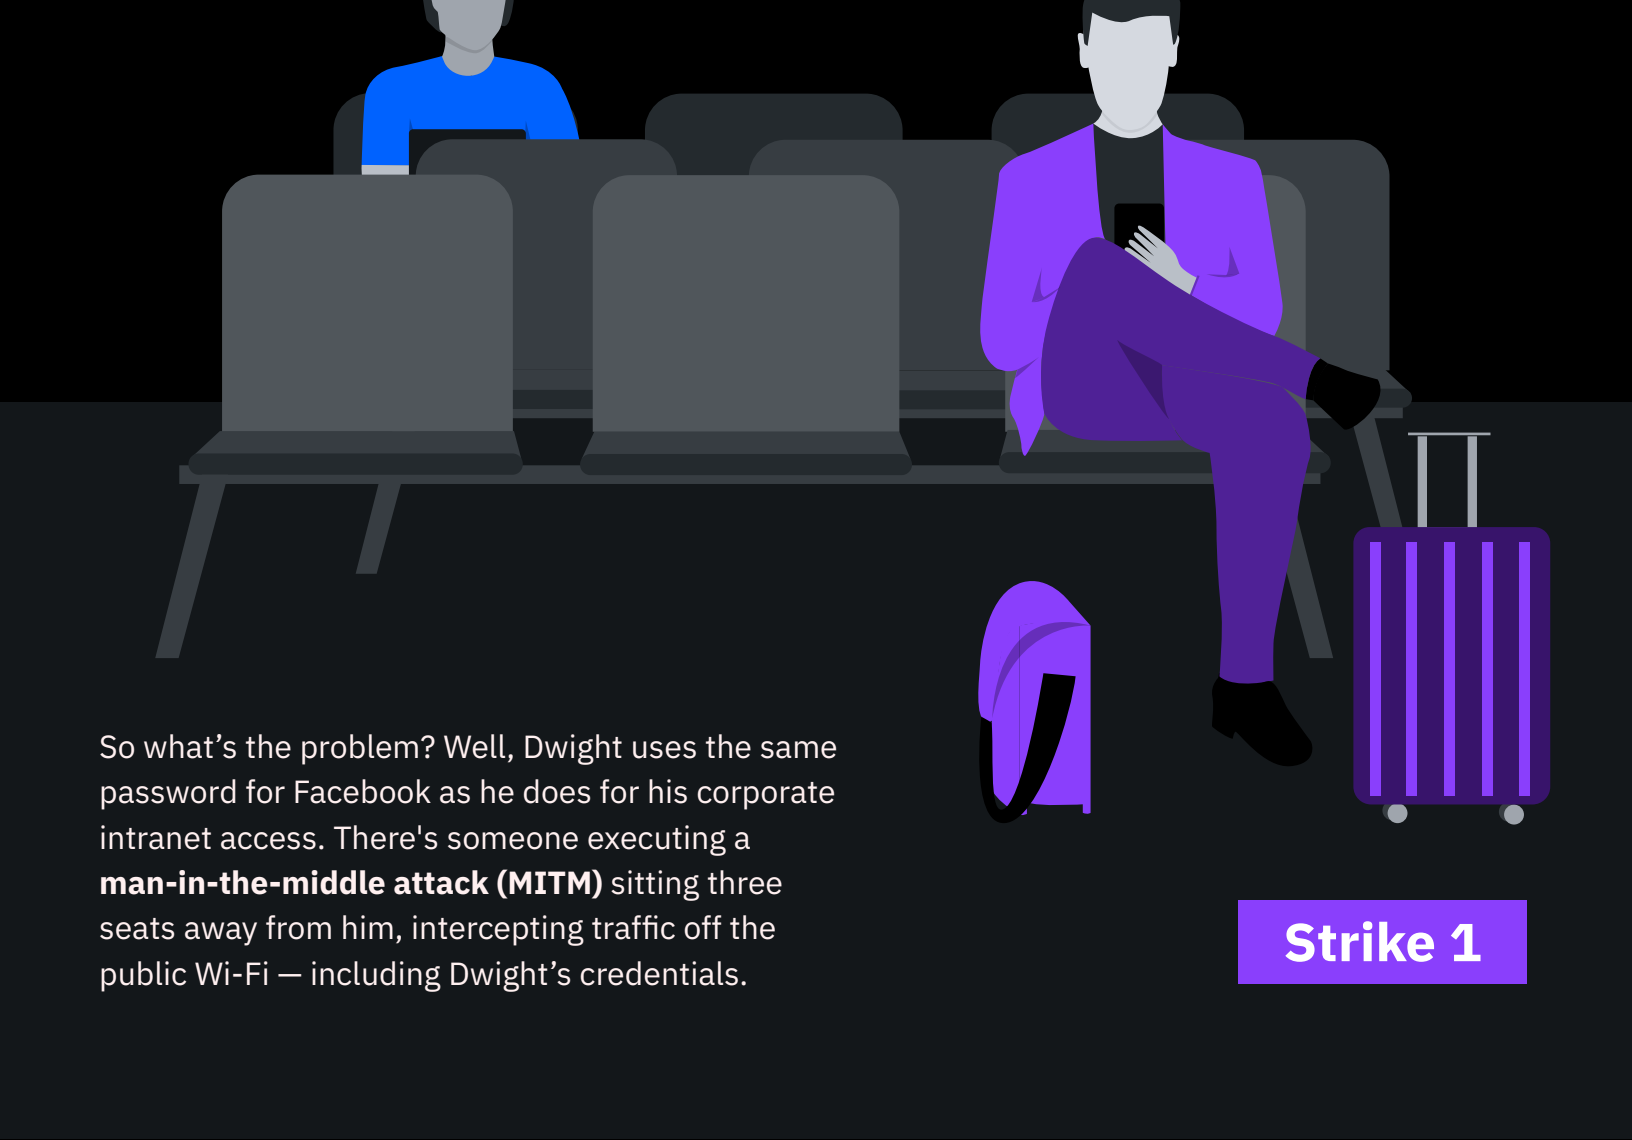 So what’s the problem? Well, Dwight uses the same
password for Facebook as he does for his corporate
intranet access. There's someone executing a
man-in-the-middle attack (MITM) sitting three
seats away from him, intercepting traffic off the
public Wi-Fi — including Dwight’s credentials.
Strike 1